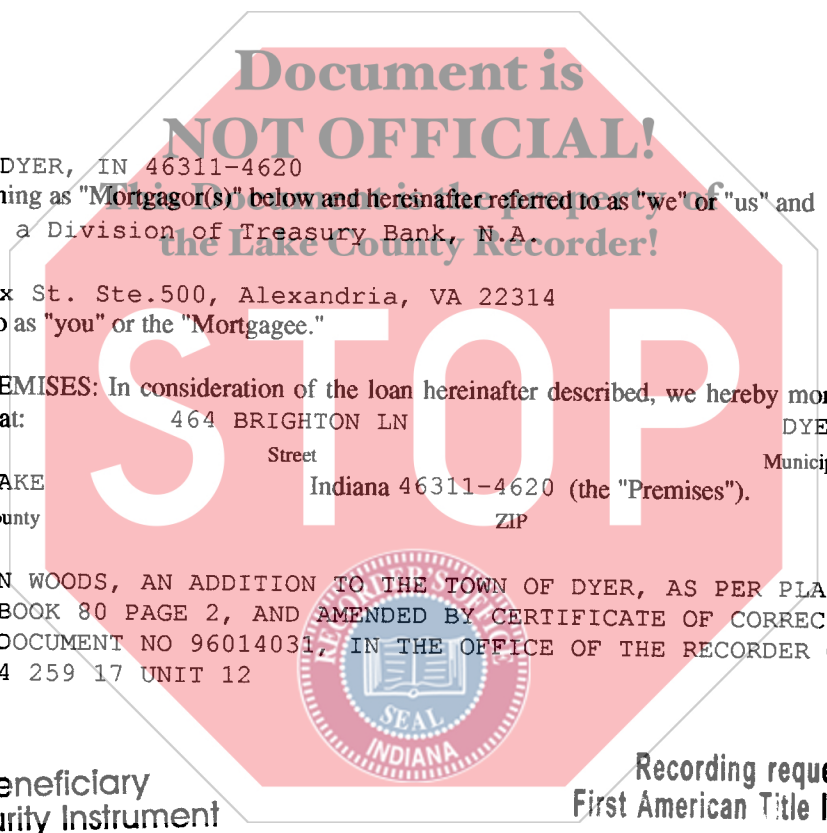 Document is
NOT OFFICIAL!
DYER, IN 46311-4620
This Document is the property of
ning as "Mortgagor(s)" below and hereinafter referred to as "we" or "us" and
a Division of Treasury Bank, N.A.
the Lake County Recorder!
x St. Ste.500, Alexandria, VA 22314
o as "you" or the "Mortgagee."
STOP
EMISES: In consideration of the loan hereinafter described, we hereby mor
at: 464 BRIGHTON LN DYE
Street Municip
AKE Indiana 46311-4620 (the "Premises").
ounty ZIP
N WOODS, AN ADDITION TO THE TOWN OF DYER, AS PER PLA
BOOK 80 PAGE 2, AND AMENDED BY CERTIFICATE OF CORREC
DOCUMENT NO 96014031, IN THE OFFICE OF THE RECORDER
4 259 17 UNIT 12
RECORDER'S OFFICE
SEAL
INDIANA
eneficiary
urity Instrument
Recording reque
First American Title I